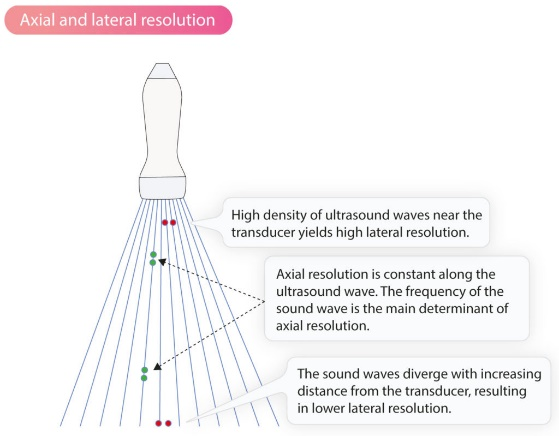 Axial and lateral resolution
High density of ultrasound waves near the
transducer yields high lateral resolution.
Axial resolution is constant along the
ultrasound wave. The frequency of the
sound wave is the main determinant of
axial resolution.
The sound waves diverge with increasing
distance from the transducer, resulting
in lower lateral resolution.